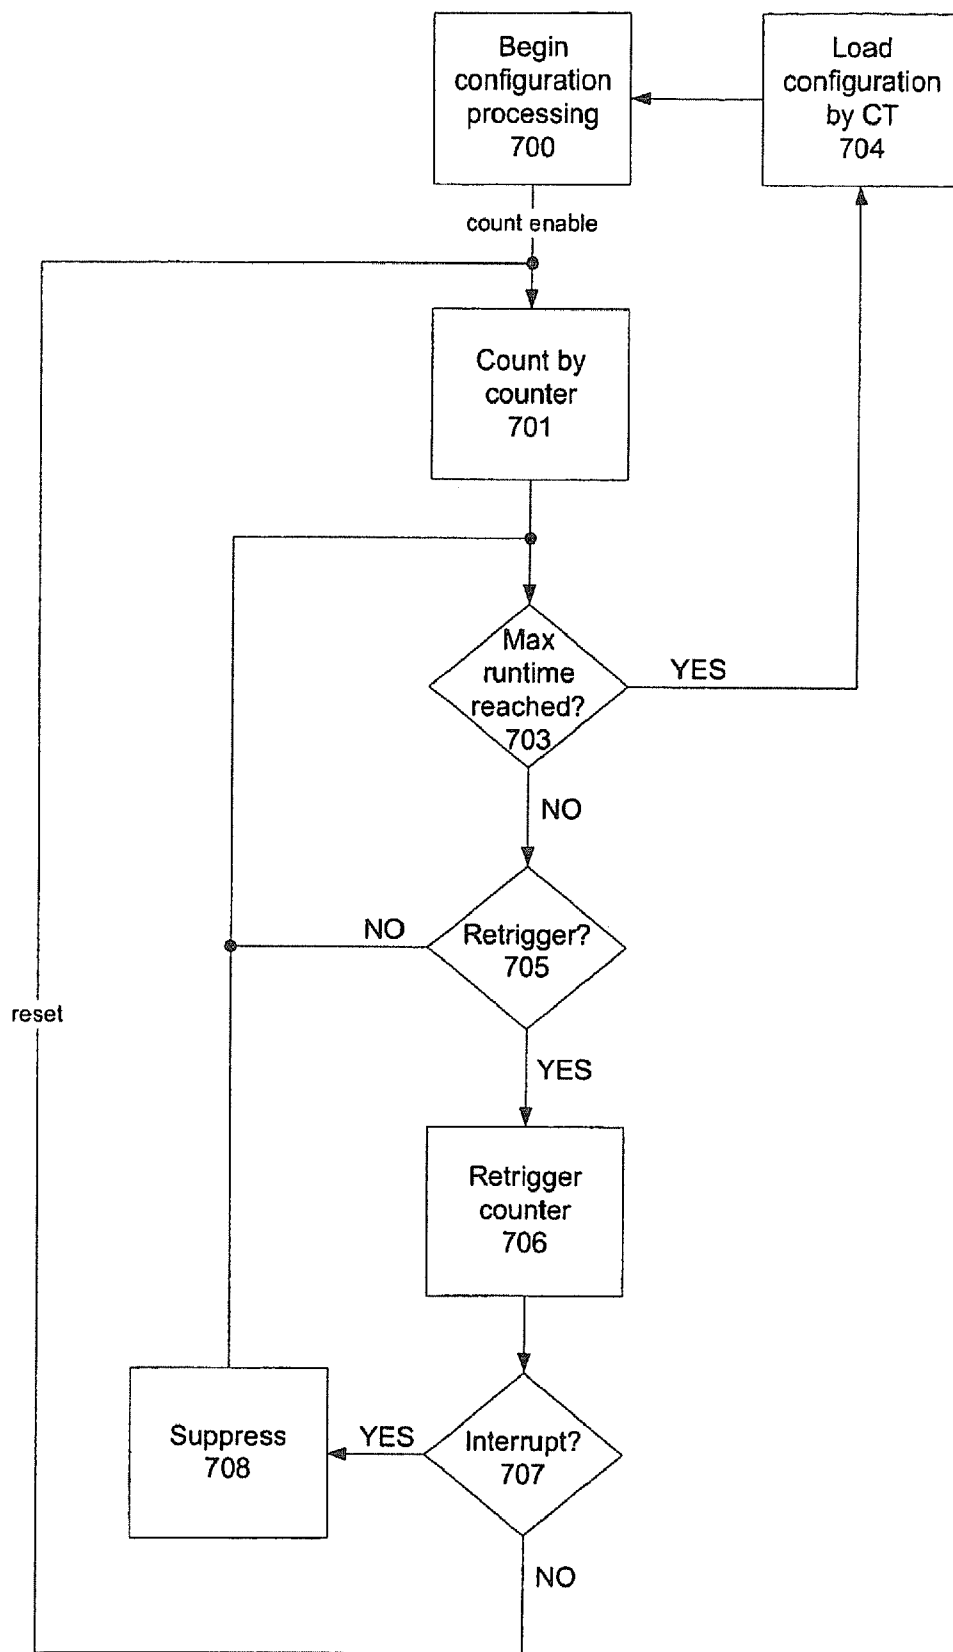 Begin
configuration
processing
700
Load
configuration
by CT
704
count enable
Count by
counter
701
Max
runtime
reached?
703
YES
NO
Retrigger?
705
NO
reset
YES
Retrigger
counter
706
Suppress
708
YES
Interrupt?
707
NO